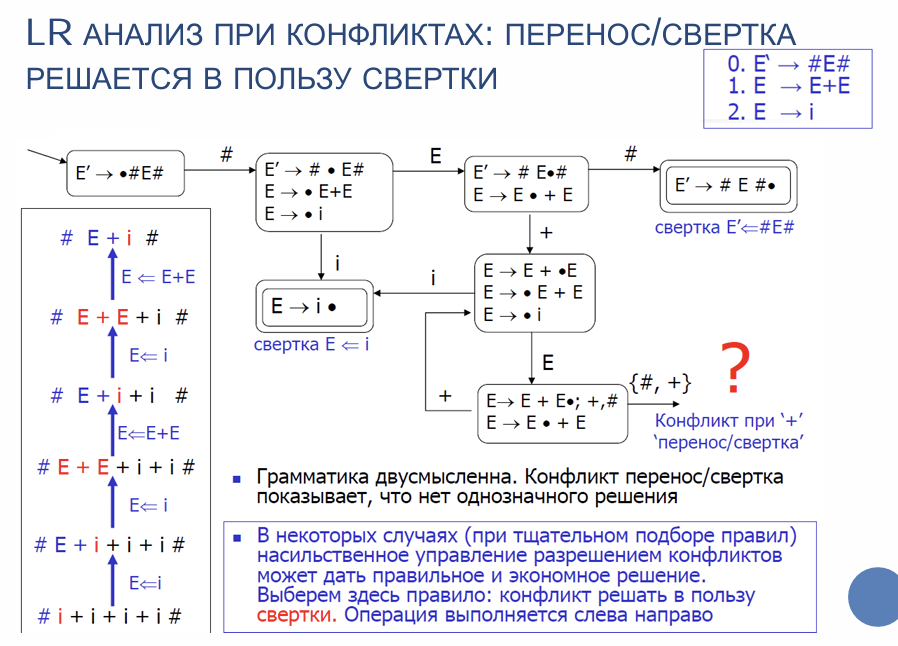 LR АНАЛИЗ ПРИ КОНФЛИКТАХ: ПЕРЕНОС/СВЕРТКА
РЕШАЕТСЯ В ПОЛЬЗУ СВЕРТКИ
0. E‘ → #E#
1. E → E+E
2. E → i
E’ → •#E#
#
E’ → # • E#
E → • E+E
E → • i
E
E’ → # E•#
E → E • + E
#
E’ → # E #•
свертка E’⇐#E#
+
i
E → i •
свертка E ⇐ i
i
E → E + •E
E → • E + E
E → • i
E
+
E→ E + E•; +,#
E → E • + E
{#, +}
?
Конфликт при ‘+’
‘перенос/свертка’
# E + i #
E ⇐ E+E
# E + E + i #
E⇐ i
# E + i + i #
E⇐E+E
# E + E + i + i #
E⇐ i
# E + i + i + i #
E⇐i
# i + i + i + i #
▪ Грамматика двусмысленна. Конфликт перенос/свертка
показывает, что нет однозначного решения
▪ В некоторых случаях (при тщательном подборе правил)
насильственное управление разрешением конфликтов
может дать правильное и экономное решение.
Выберем здесь правило: конфликт решать в пользу
свертки. Операция выполняется слева направо